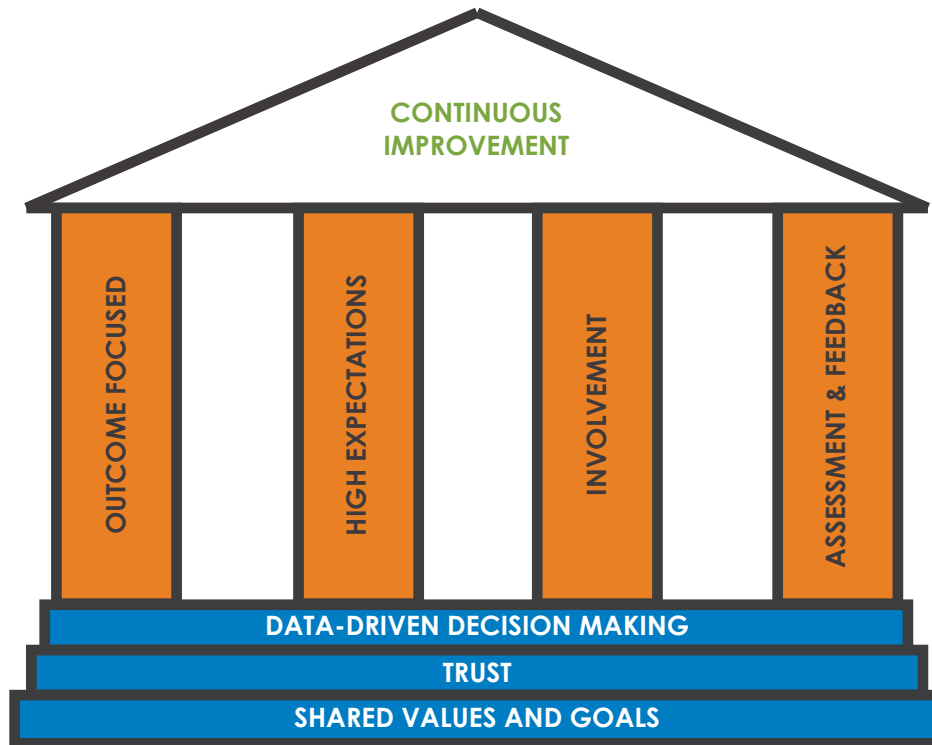 CONTINUOUS
IMPROVEMENT
OUTCOME FOCUSED
HIGH EXPECTATIONS
INVOLVEMENT
ASSESSMENT & FEEDBACK
DATA-DRIVEN DECISION MAKING
TRUST
SHARED VALUES AND GOALS